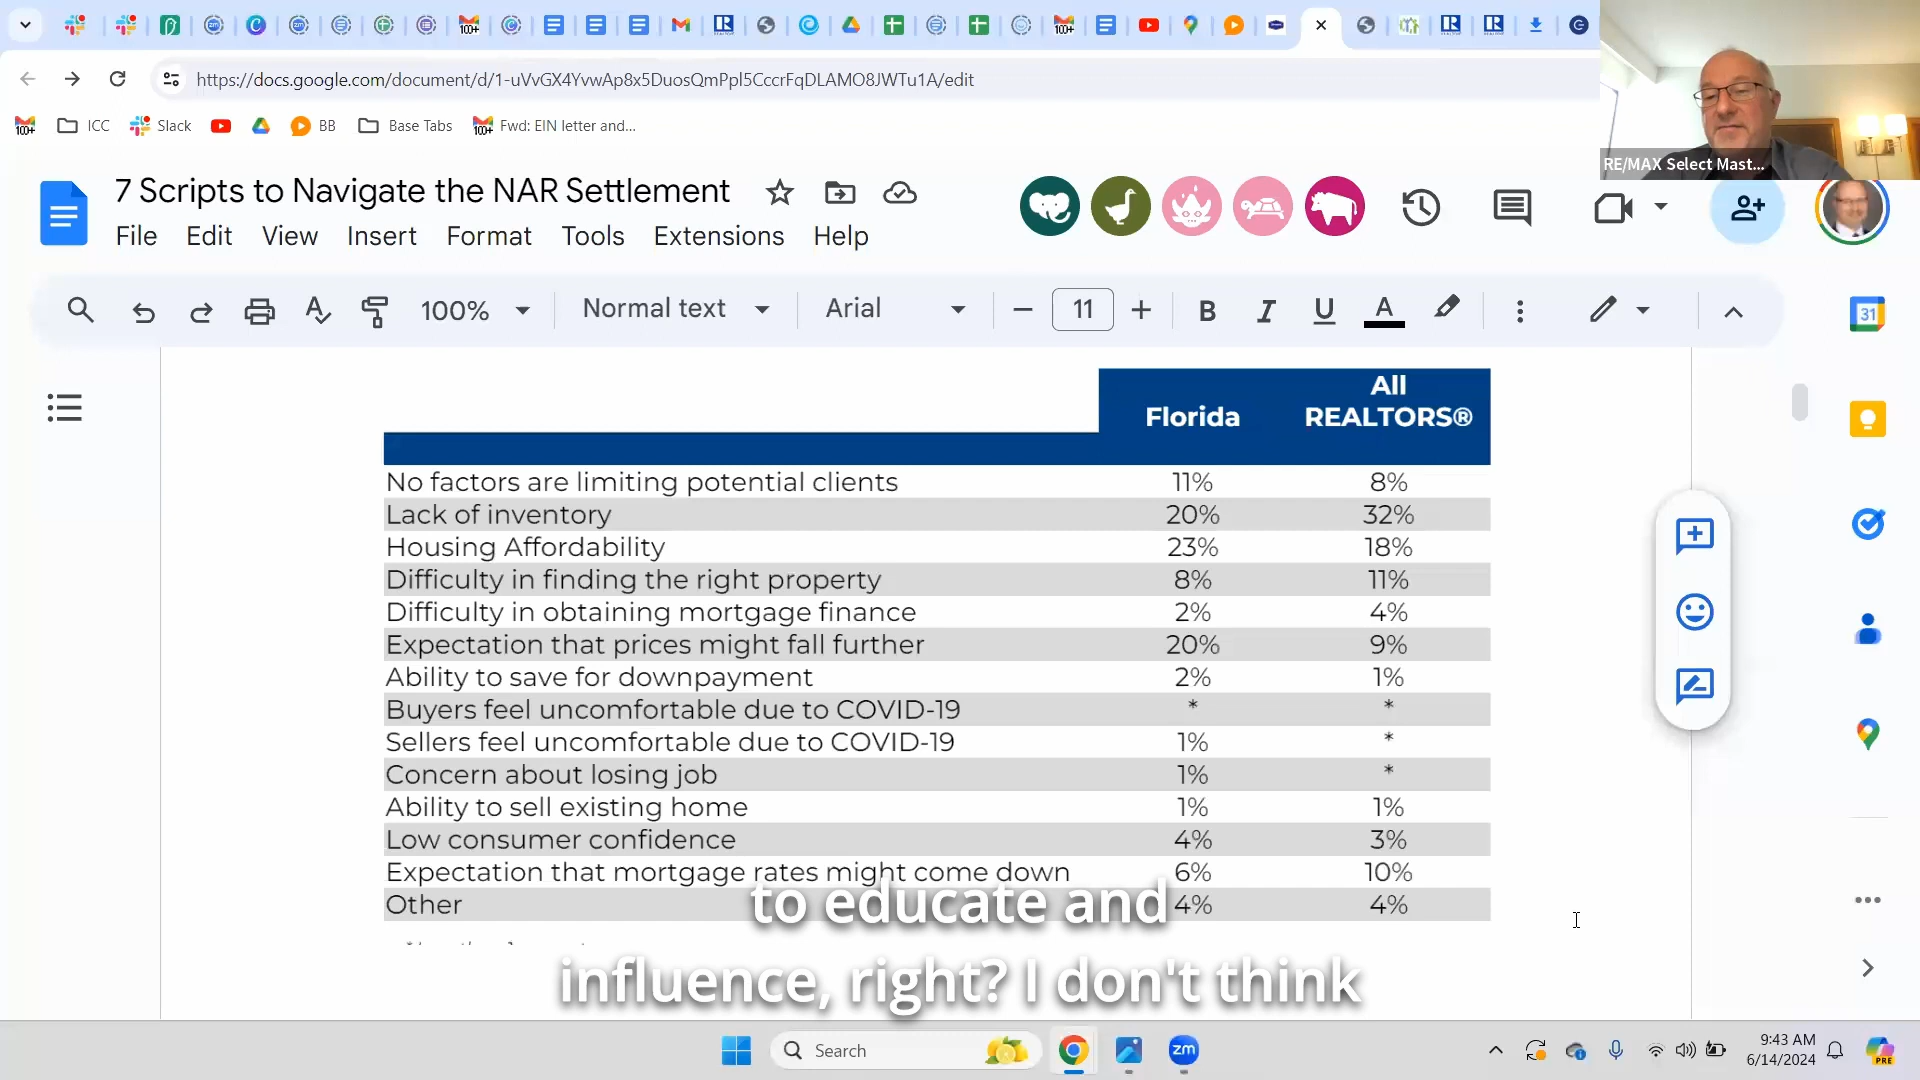 https://docs.google.com/document/d/1-uVvGX4YvwAp8x5DuosQmPpl5CccrFqDLAMO8JWTu1A/edit
ICC Slack BB Base Tabs Fwd: EIN letter and...
RE/MAX Select Mast...
7 Scripts to Navigate the NAR Settlement
File Edit View Insert Format Tools Extensions Help
100% Normal text Arial 11 B I U A
31
All
Florida REALTORS®
No factors are limiting potential clients 11% 8%
Lack of inventory 20% 32%
Housing Affordability 23% 18%
Difficulty in finding the right property 8% 11%
Difficulty in obtaining mortgage finance 2% 4%
Expectation that prices might fall further 20% 9%
Ability to save for downpayment 2% 1%
Buyers feel uncomfortable due to COVID-19 * *
Sellers feel uncomfortable due to COVID-19 1% *
Concern about losing job 1% *
Ability to sell existing home 1% 1%
Low consumer confidence 4% 3%
Expectation that mortgage rates might come down 6% 10%
Other 4% 4%
to educate and
influence, right? I don't think
Search zm 9:43 AM
6/14/2024
PRE